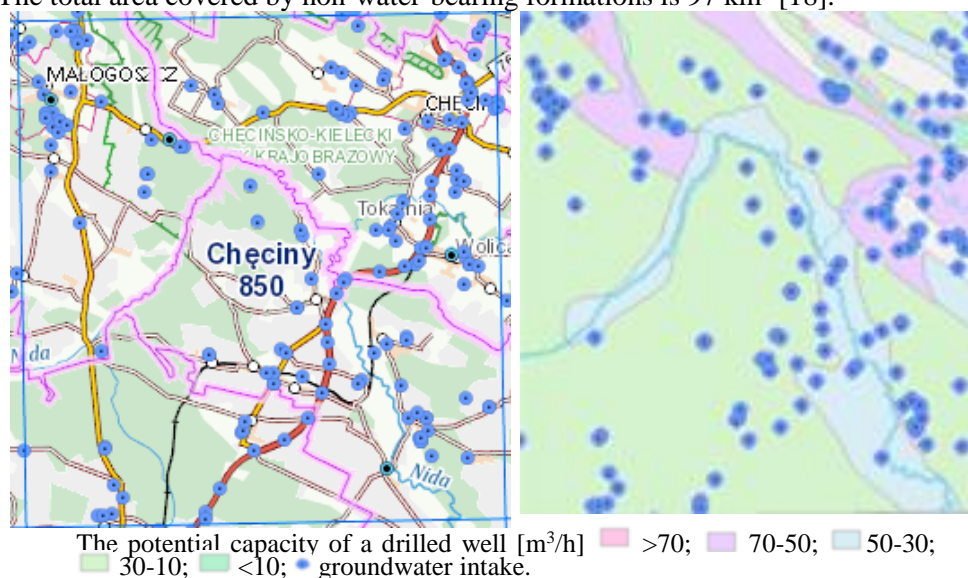 The total area covered by non-water-bearing formations is 97 km² [18].
MAŁOGOSZCZ
CHĘCIŃSKO-KIELECKI
KRAJOBRAZOWY
Tokarnia
Wolica
Chęciny
850
Nida
Nida
The potential capacity of a drilled well [m³/h] >70; 70-50; 50-30;
30-10; <10; groundwater intake.